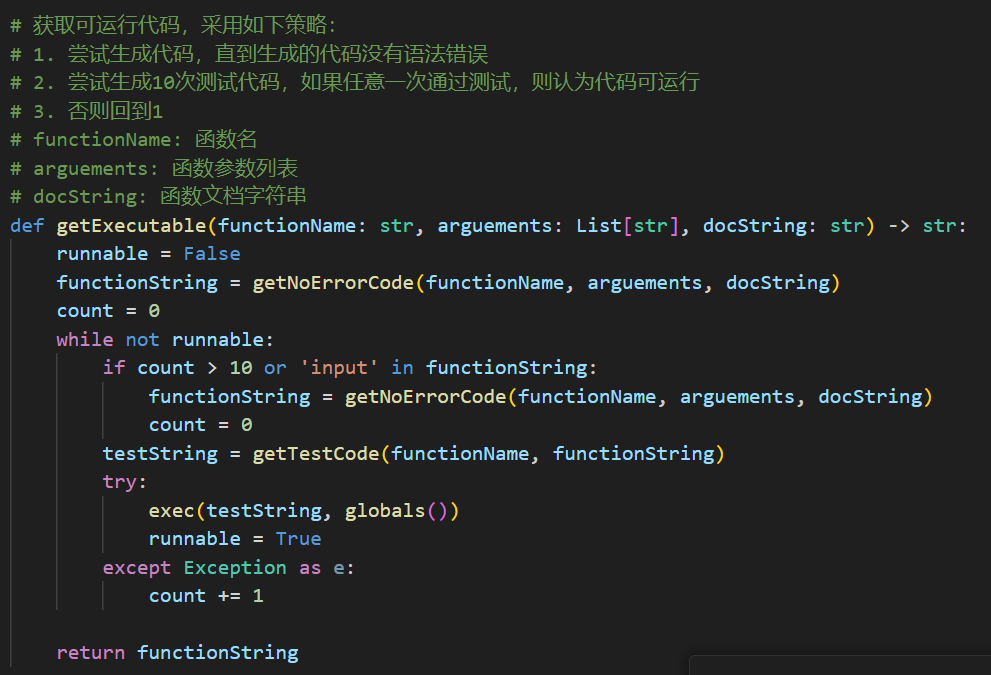 # 获取可运行代码，采用如下策略：
# 1. 尝试生成代码，直到生成的代码没有语法错误
# 2. 尝试生成10次测试代码，如果任意一次通过测试，则认为代码可运行
# 3. 否则回到1
# functionName: 函数名
# arguements: 函数参数列表
# docString: 函数文档字符串
def getExecutable(functionName: str, arguements: List[str], docString: str) -> str:
    runnable = False
    functionString = getNoErrorCode(functionName, arguements, docString)
    count = 0
    while not runnable:
        if count > 10 or 'input' in functionString:
            functionString = getNoErrorCode(functionName, arguements, docString)
            count = 0
        testString = getTestCode(functionName, functionString)
        try:
            exec(testString, globals())
            runnable = True
        except Exception as e:
            count += 1
    return functionString